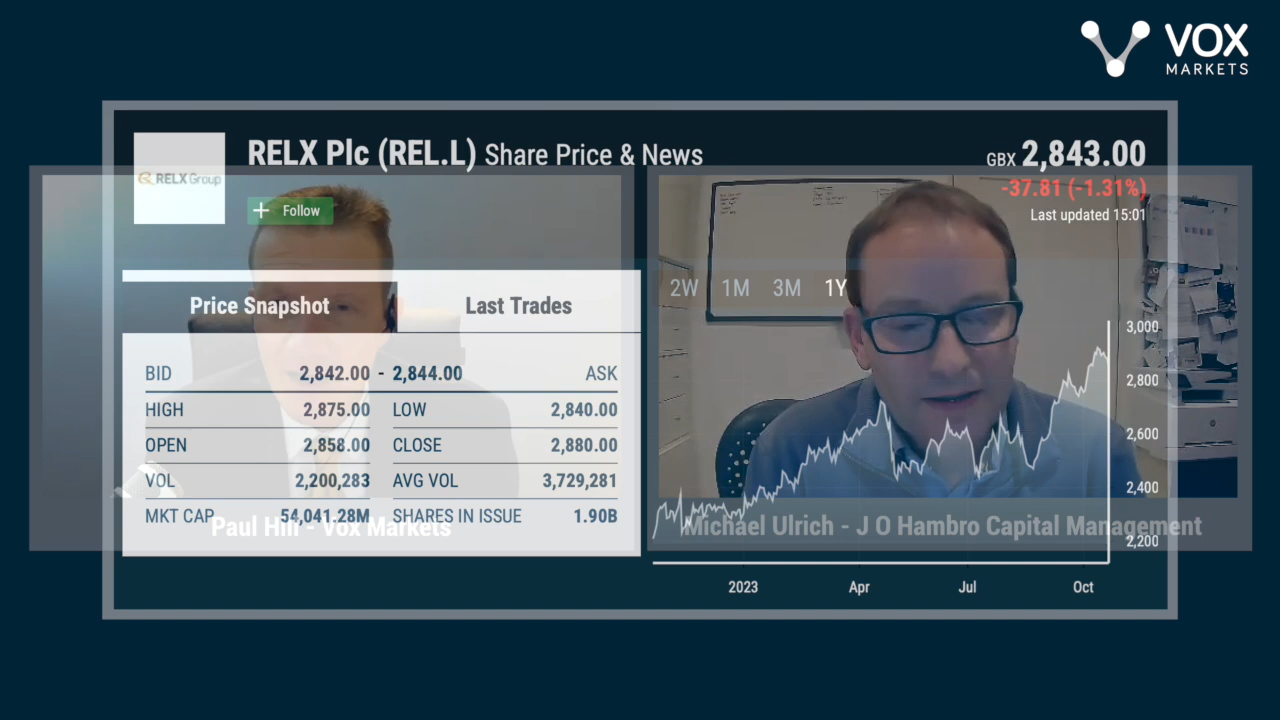 VOX
MARKETS
RELX Plc (REL.L) Share Price & News
GBX 2,843.00
RELX Group
-37.81 (-1.31%)
+ Follow
Last updated 15:01
2W 1M 3M 1Y
Price Snapshot Last Trades
BID 2,842.00 - 2,844.00 ASK
HIGH 2,875.00 LOW 2,840.00
OPEN 2,858.00 CLOSE 2,880.00
VOL 2,200,283 AVG VOL 3,729,281
MKT CAP 54,041.28M SHARES IN ISSUE 1.90B
Paul Hill - Vox Markets
Michael Ulrich - J O Hambro Capital Management
3,000
2,800
2,600
2,400
2,200
2023 Apr Jul Oct